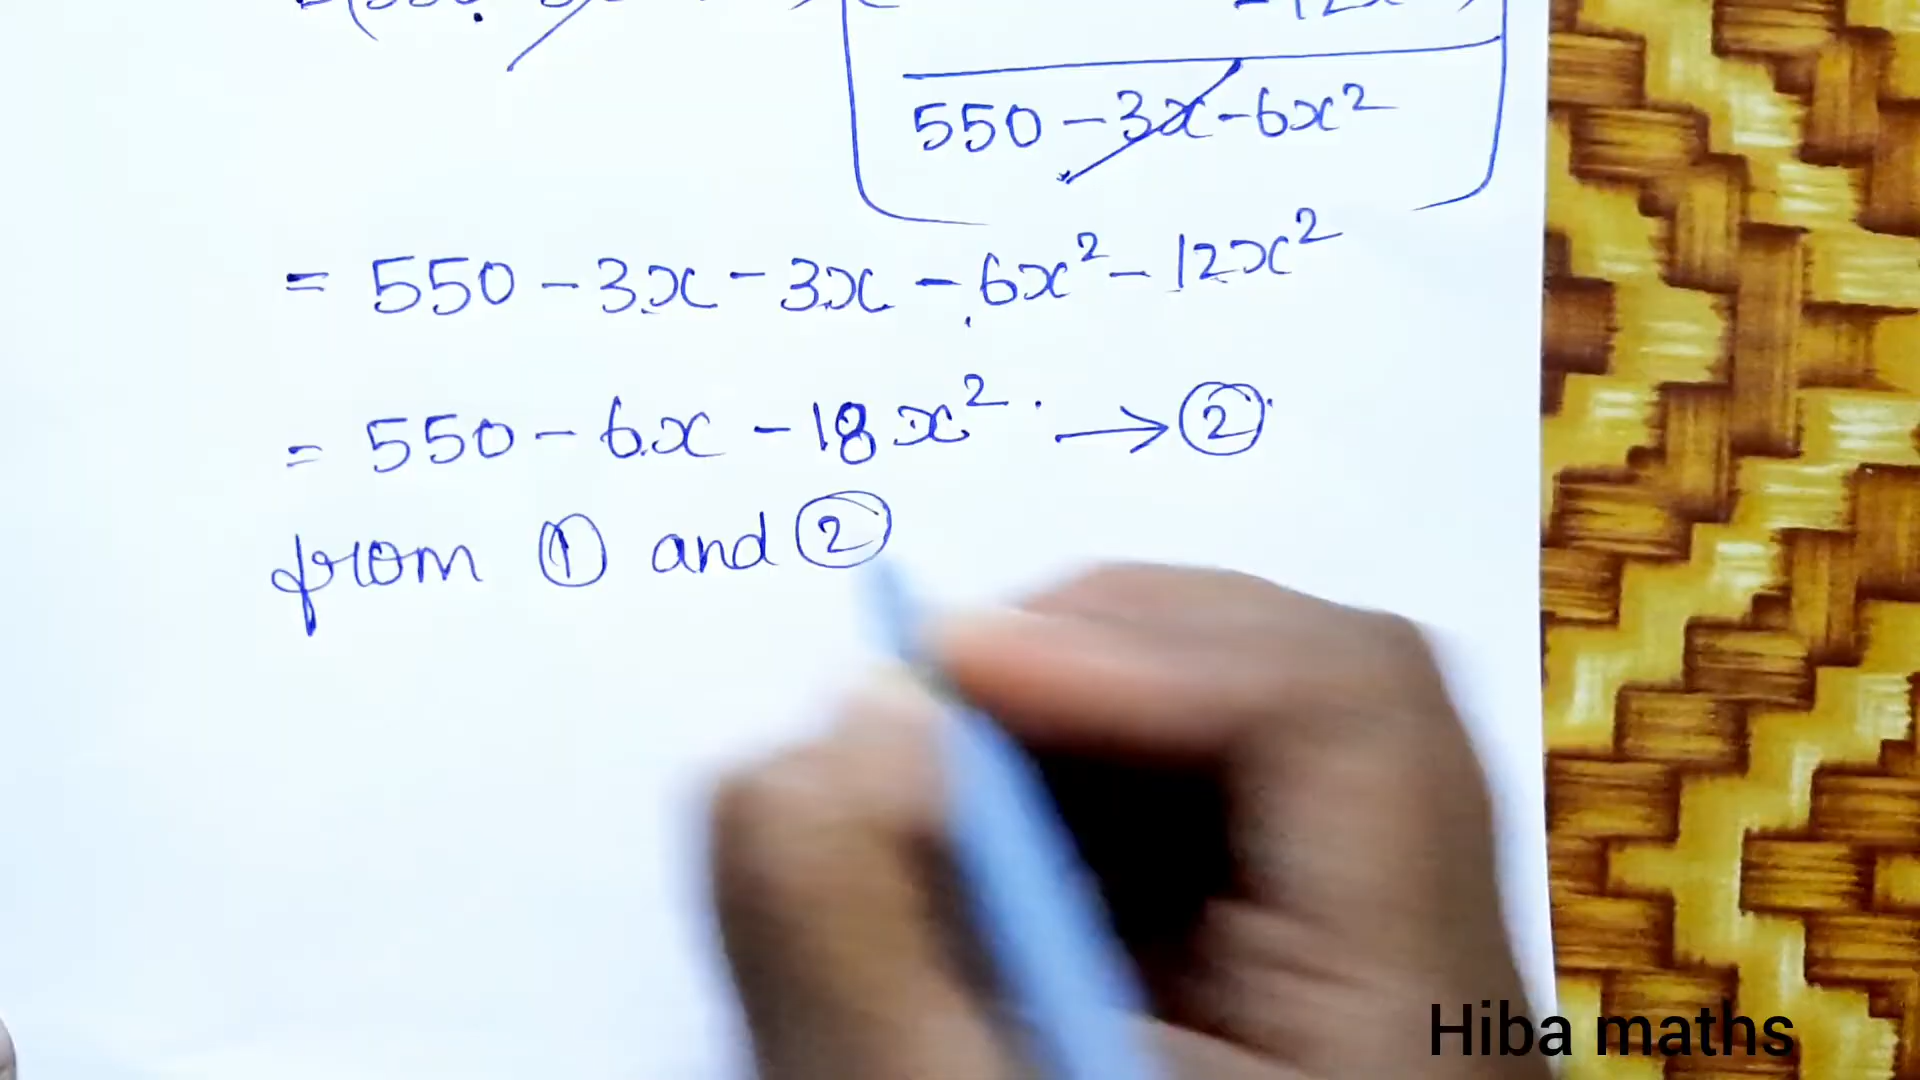 550 - 3x - 6x²
= 550 - 3x - 3x - 6x² - 12x²
= 550 - 6x - 18x². → ②
from ① and ②
Hiba maths